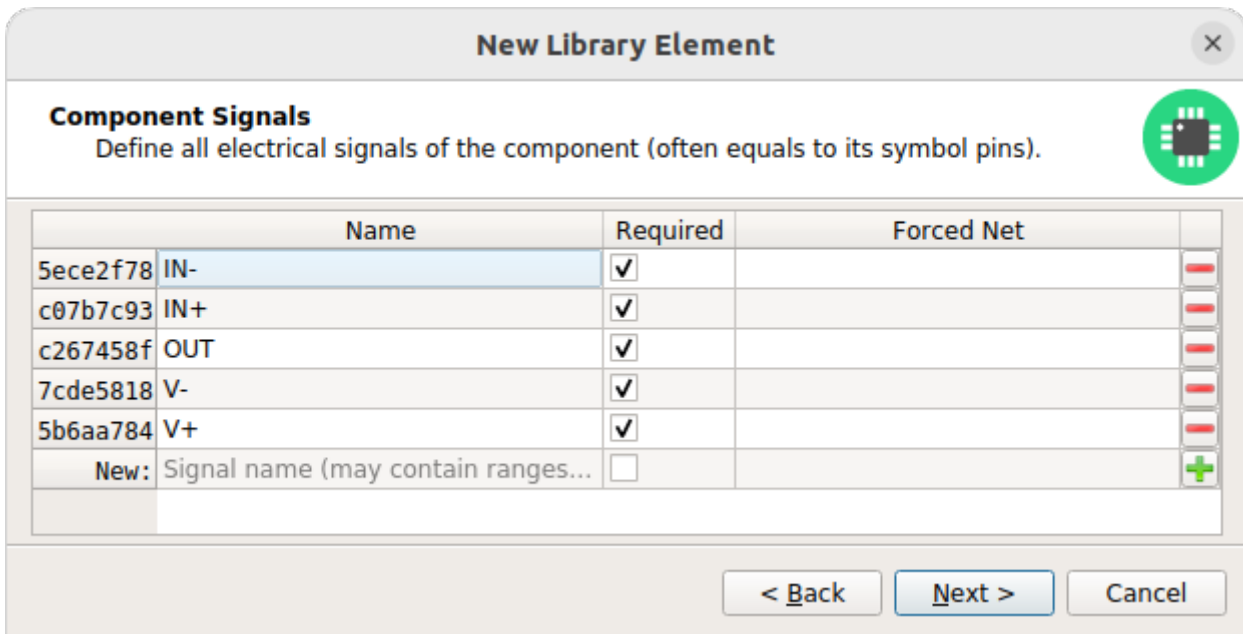 New Library Element
Component Signals
Define all electrical signals of the component (often equals to its symbol pins).
Name Required Forced Net
5ece2f78 IN-
c07b7c93 IN+
c267458f OUT
7cde5818 V-
5b6aa784 V+
New: Signal name (may contain ranges...
< Back Next > Cancel